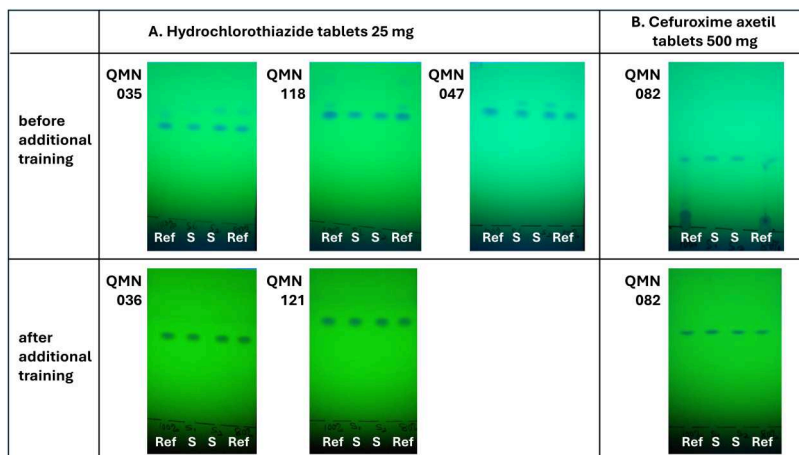 A. Hydrochlorothiazide tablets 25 mg
B. Cefuroxime axetil
tablets 500 mg
before
additional
training
QMN
035
Ref S S Ref
QMN
118
Ref S S Ref
QMN
047
Ref S S Ref
QMN
082
Ref S S Ref
after
additional
training
QMN
036
Ref S S Ref
QMN
121
Ref S S Ref
QMN
082
Ref S S Ref